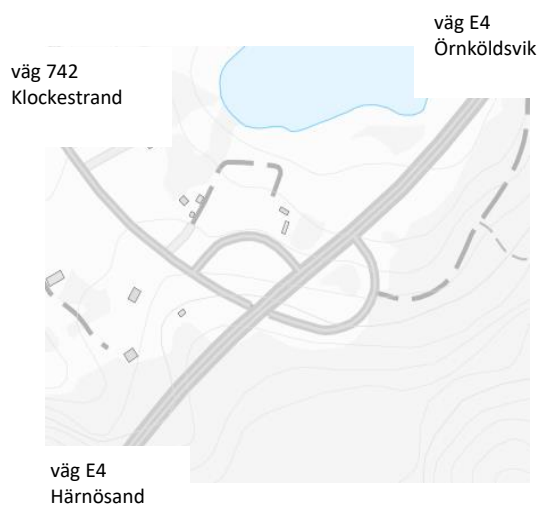 väg E4
Örnköldsvik
väg 742
Klockestrand
väg E4
Härnösand